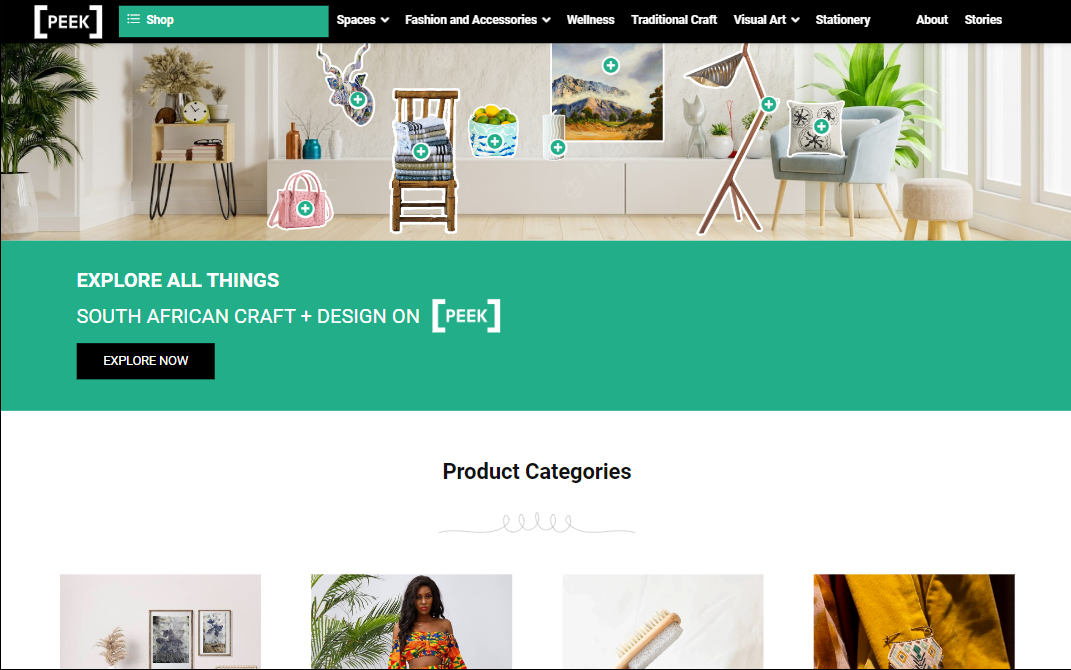 [PEEK]
Shop
Spaces
Fashion and Accessories
Wellness
Traditional Craft
Visual Art
Stationery
About
Stories
EXPLORE ALL THINGS
SOUTH AFRICAN CRAFT + DESIGN ON [PEEK]
EXPLORE NOW
Product Categories